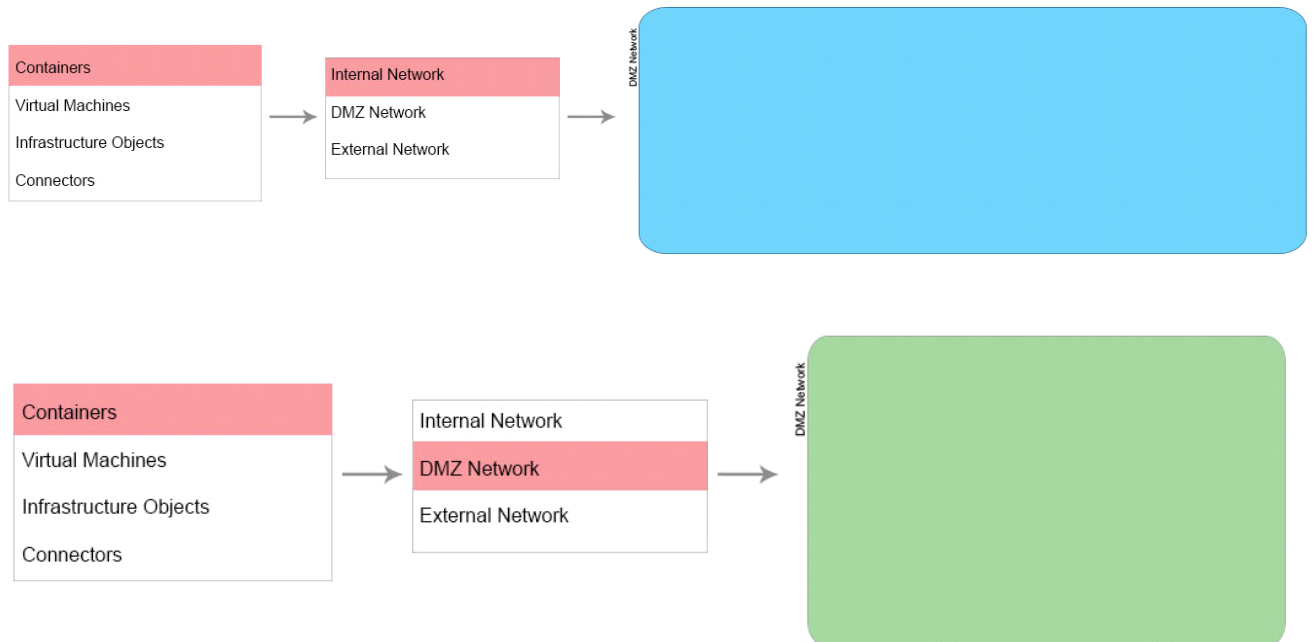 Containers
Virtual Machines
Infrastructure Objects
Connectors
Internal Network
DMZ Network
External Network
DMZ Network
Containers
Virtual Machines
Infrastructure Objects
Connectors
Internal Network
DMZ Network
External Network
DMZ Network